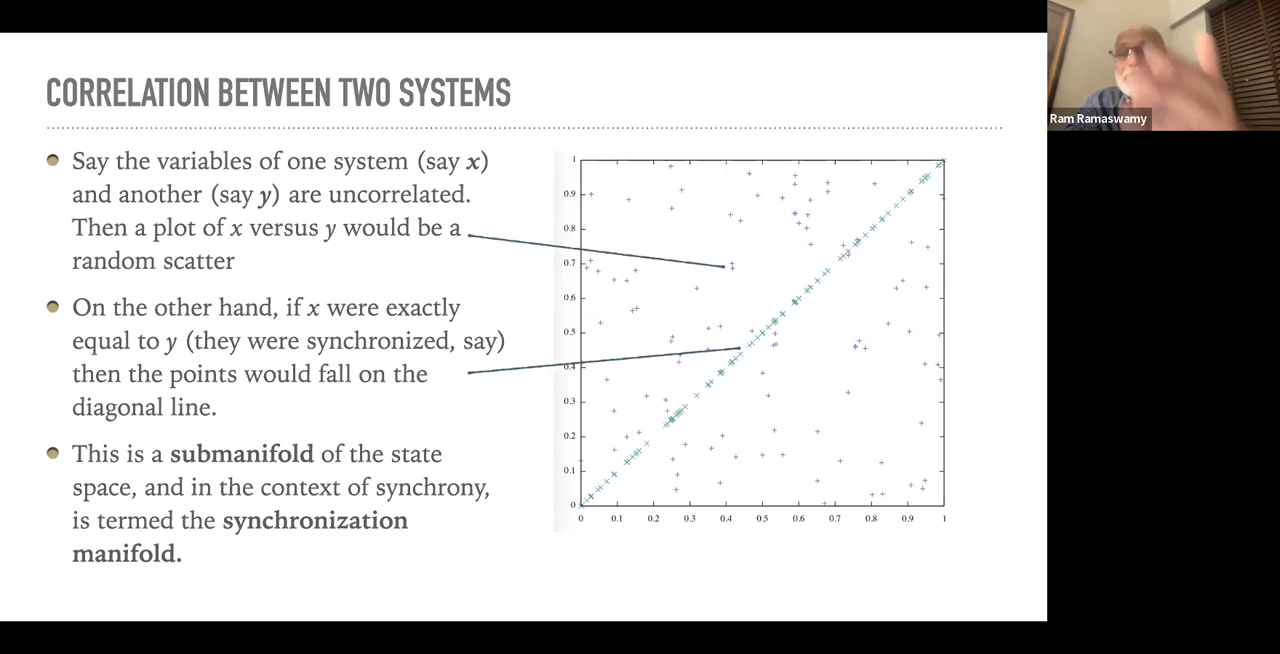 CORRELATION BETWEEN TWO SYSTEMS
Say the variables of one system (say x)
and another (say y) are uncorrelated.
Then a plot of x versus y would be a
random scatter
On the other hand, if x were exactly
equal to y (they were synchronized, say)
then the points would fall on the
diagonal line.
This is a submanifold of the state
space, and in the context of synchrony,
is termed the synchronization
manifold.
1
0.9
0.8
0.7
0.6
0.5
0.4
0.3
0.2
0.1
0
0 0.1 0.2 0.3 0.4 0.5 0.6 0.7 0.8 0.9 1
Ram Ramaswamy